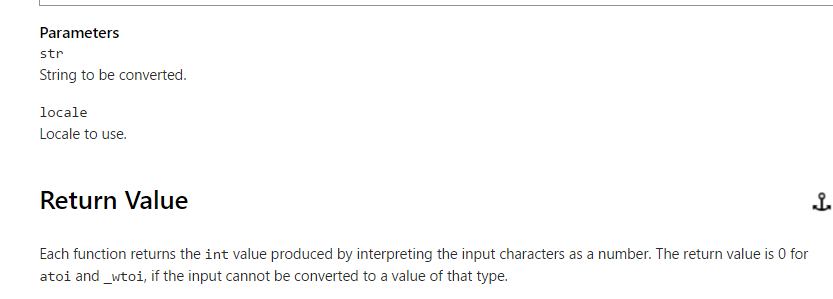 Parameters
str
String to be converted.
locale
Locale to use.
Return Value
Each function returns the int value produced by interpreting the input characters as a number. The return value is 0 for
atoi and _wtoi, if the input cannot be converted to a value of that type.